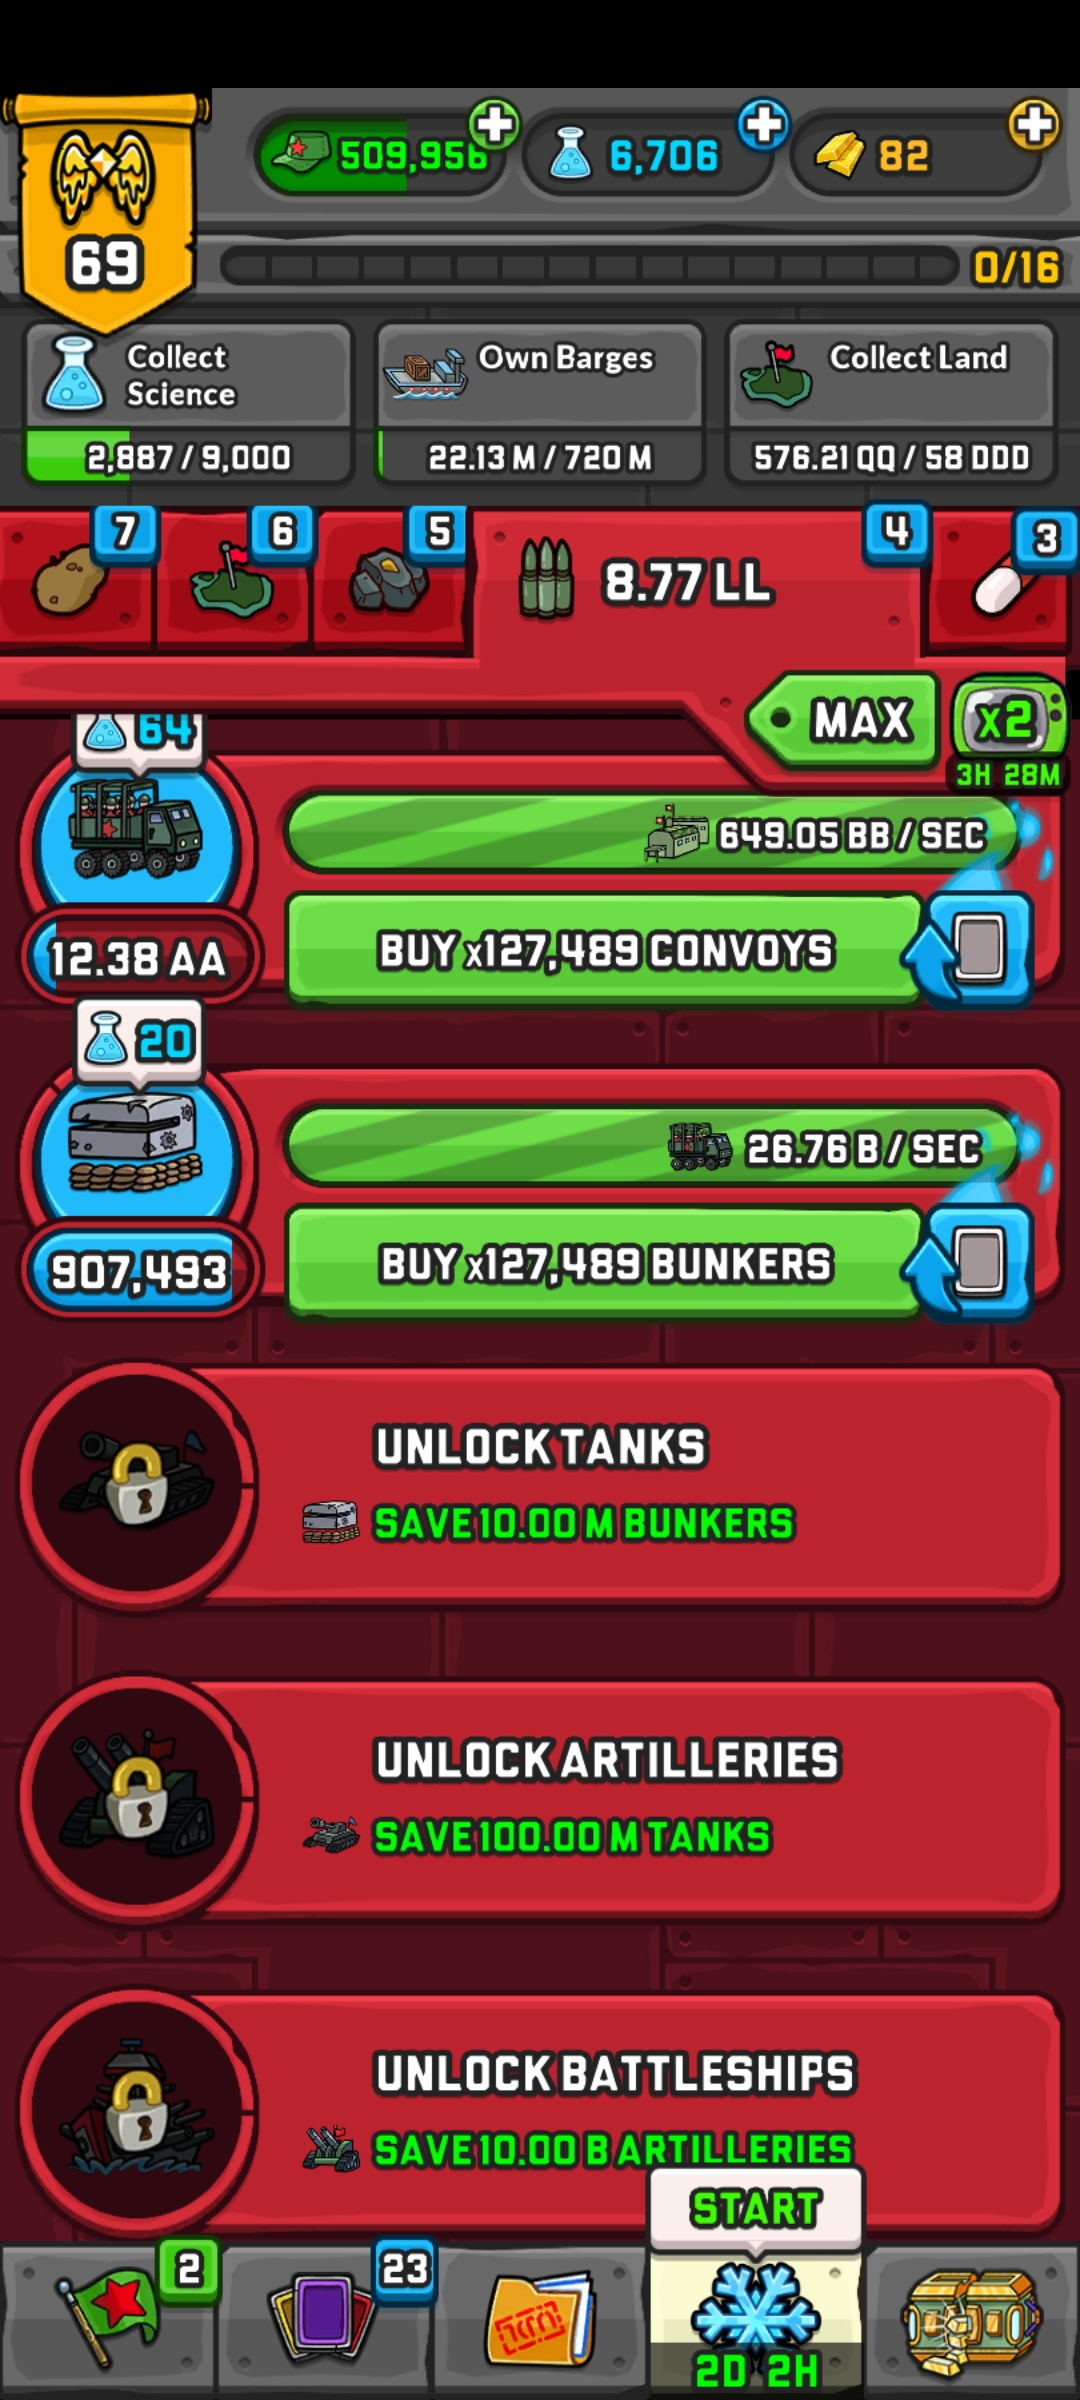 509,956
6,706
82
69
0/16
Collect
Science
Own Barges
Collect Land
2,887 / 9,000
22.13 M / 720 M
576.21 QQ / 58 DDD
7
6
5
8.77 LL
4
3
MAX
x2
3H 28M
64
649.05 BB / SEC
12.38 AA
BUY x127,489 CONVOYS
20
26.76 B / SEC
907,493
BUY x127,489 BUNKERS
UNLOCK TANKS
SAVE 10.00 M BUNKERS
UNLOCK ARTILLERIES
SAVE 100.00 M TANKS
UNLOCK BATTLESHIPS
SAVE 10.00 B ARTILLERIES
START
2
23
2D 2H